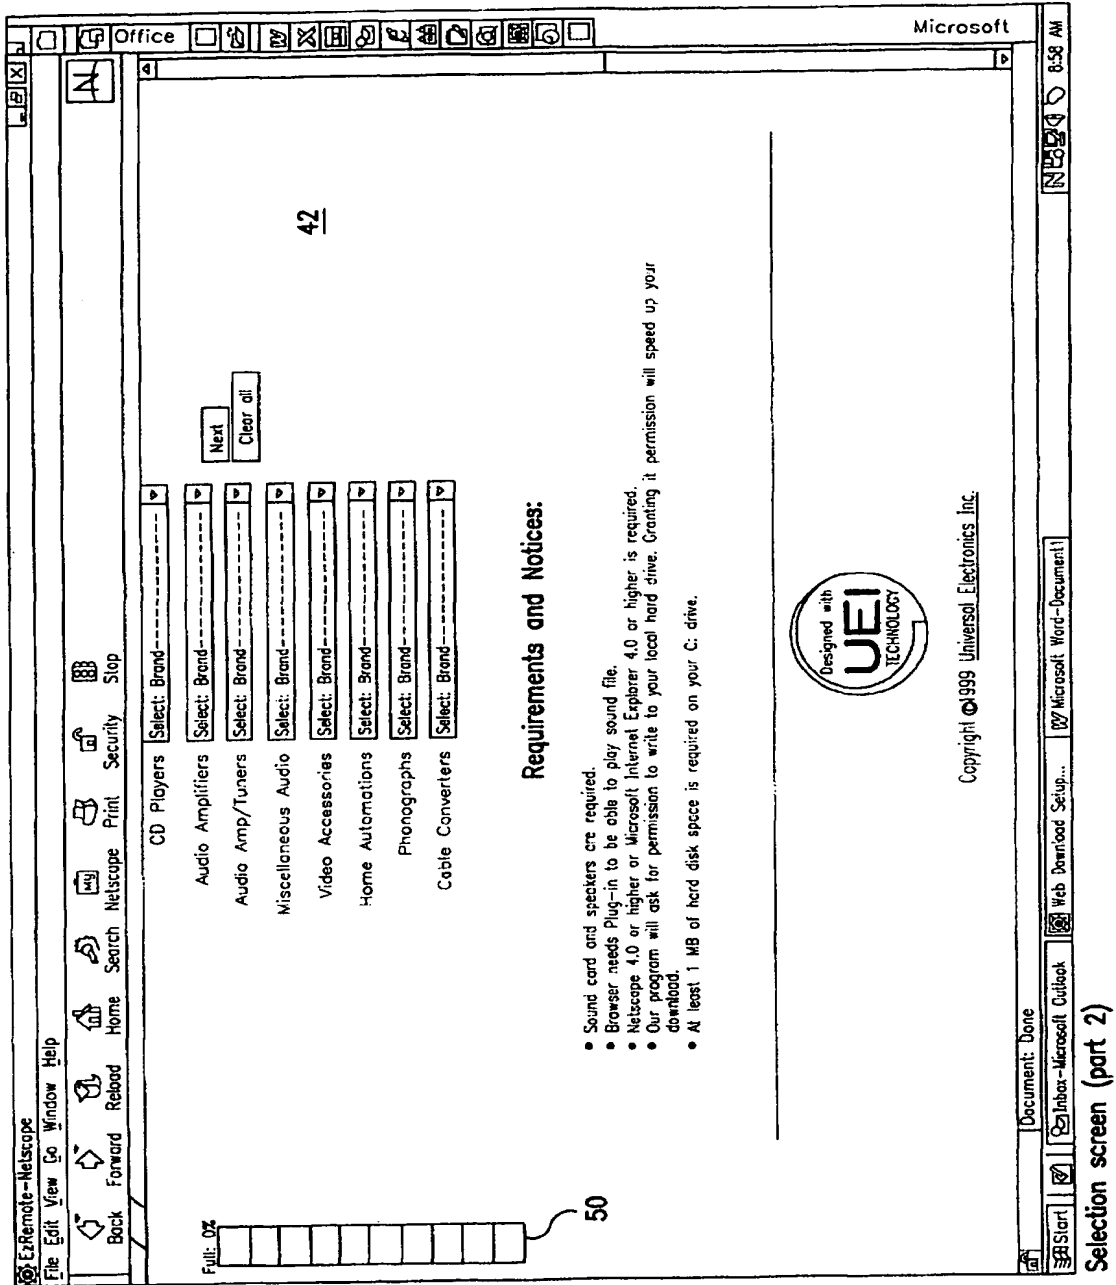 EzRemote-Netscape
File Edit View Go Window Help
Back Forward Reload Home Search Netscape Print Security Stop
My
N
Office
Microsoft
Full: 0%
50
CD Players Select: Brand
Audio Amplifiers Select: Brand
Audio Amp/Tuners Select: Brand
Miscellaneous Audio Select: Brand
Video Accessories Select: Brand
Home Automations Select: Brand
Phonographs Select: Brand
Cable Converters Select: Brand
Next
Clear all
42
Requirements and Notices:
• Sound card and speakers are required.
• Browser needs Plug-in to be able to play sound file.
• Netscape 4.0 or higher or Microsoft Internet Explorer 4.0 or higher is required.
• Our program will ask for permission to write to your local hard drive. Granting it permission will speed up your
download.
• At least 1 MB of hard disk space is required on your C: drive.
Designed with
UEI
TECHNOLOGY
Copyright ©1999 Universal Electronics Inc.
Document: Done
Start Inbox-Microsoft Outlook Web Download Setup... W Microsoft Word-Document1 8:58 AM
Selection screen (part 2)